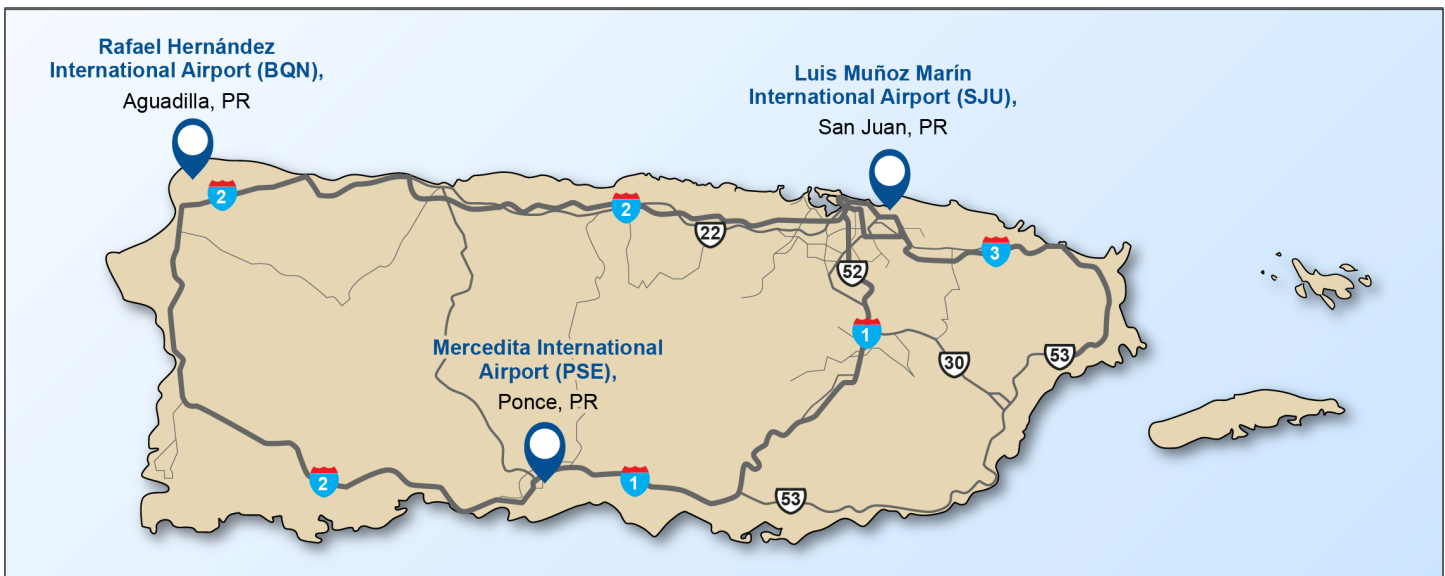 Rafael Hernández
International Airport (BQN),
Aguadilla, PR
Luis Muñoz Marín
International Airport (SJU),
San Juan, PR
2
2
22
3
52
1
Mercedita International
Airport (PSE),
Ponce, PR
30
53
2
1
53